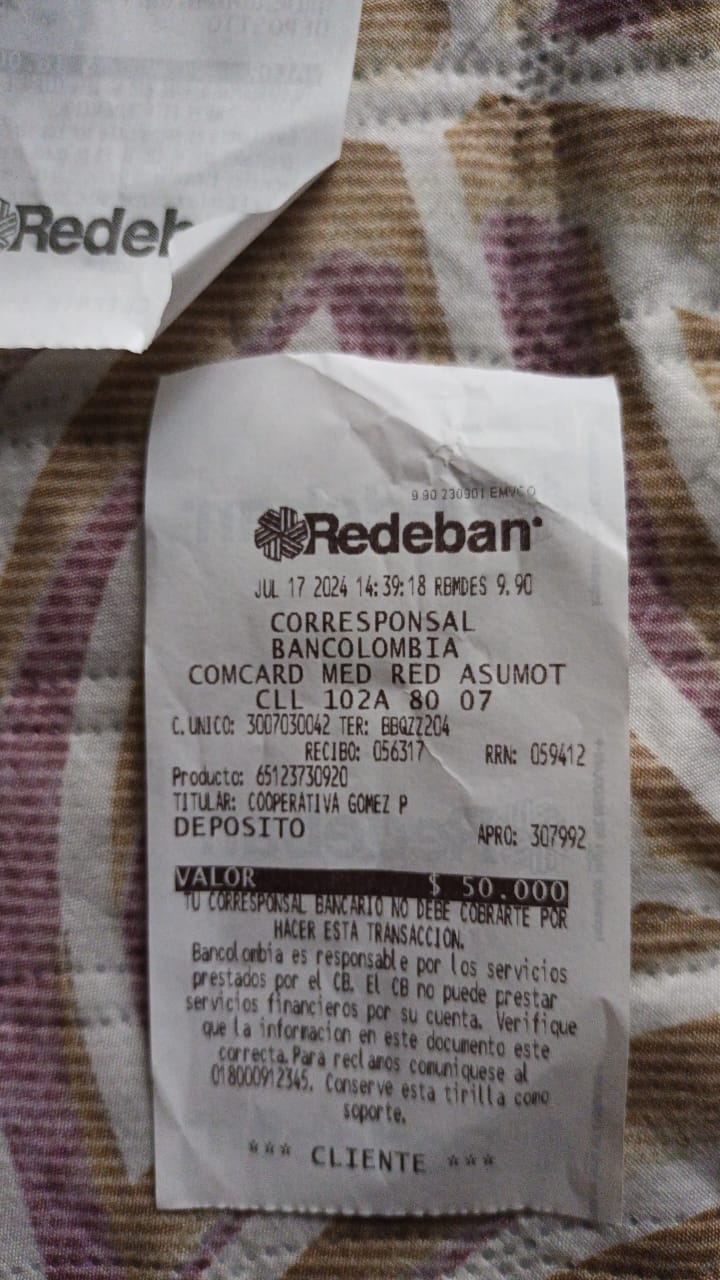 DEPOSITO
Redeb
9.90 230901 EMVCO
Redeban
JUL 17 2024 14:39:18 RBMDES 9.90
CORRESPONSAL
BANCOLOMBIA
COMCARD MED RED ASUMOT
CLL 102A 80 07
C.UNICO: 3007030042 TER: BBQZZ204
RECIBO: 056317 RRN: 059412
Producto: 65123730920
TITULAR: COOPERATIVA GOMEZ P
DEPOSITO APRO: 307992
VALOR $ 50.000
TU CORRESPONSAL BANCARIO NO DEBE COBRARTE POR
HACER ESTA TRANSACCION.
Bancolombia es responsable por los servicios
prestados por el CB. El CB no puede prestar
servicios financieros por su cuenta. Verifique
que la informacion en este documento este
correcta.Para reclamos comuniquese al
018000912345. Conserve esta tirilla como
soporte.
*** CLIENTE ***